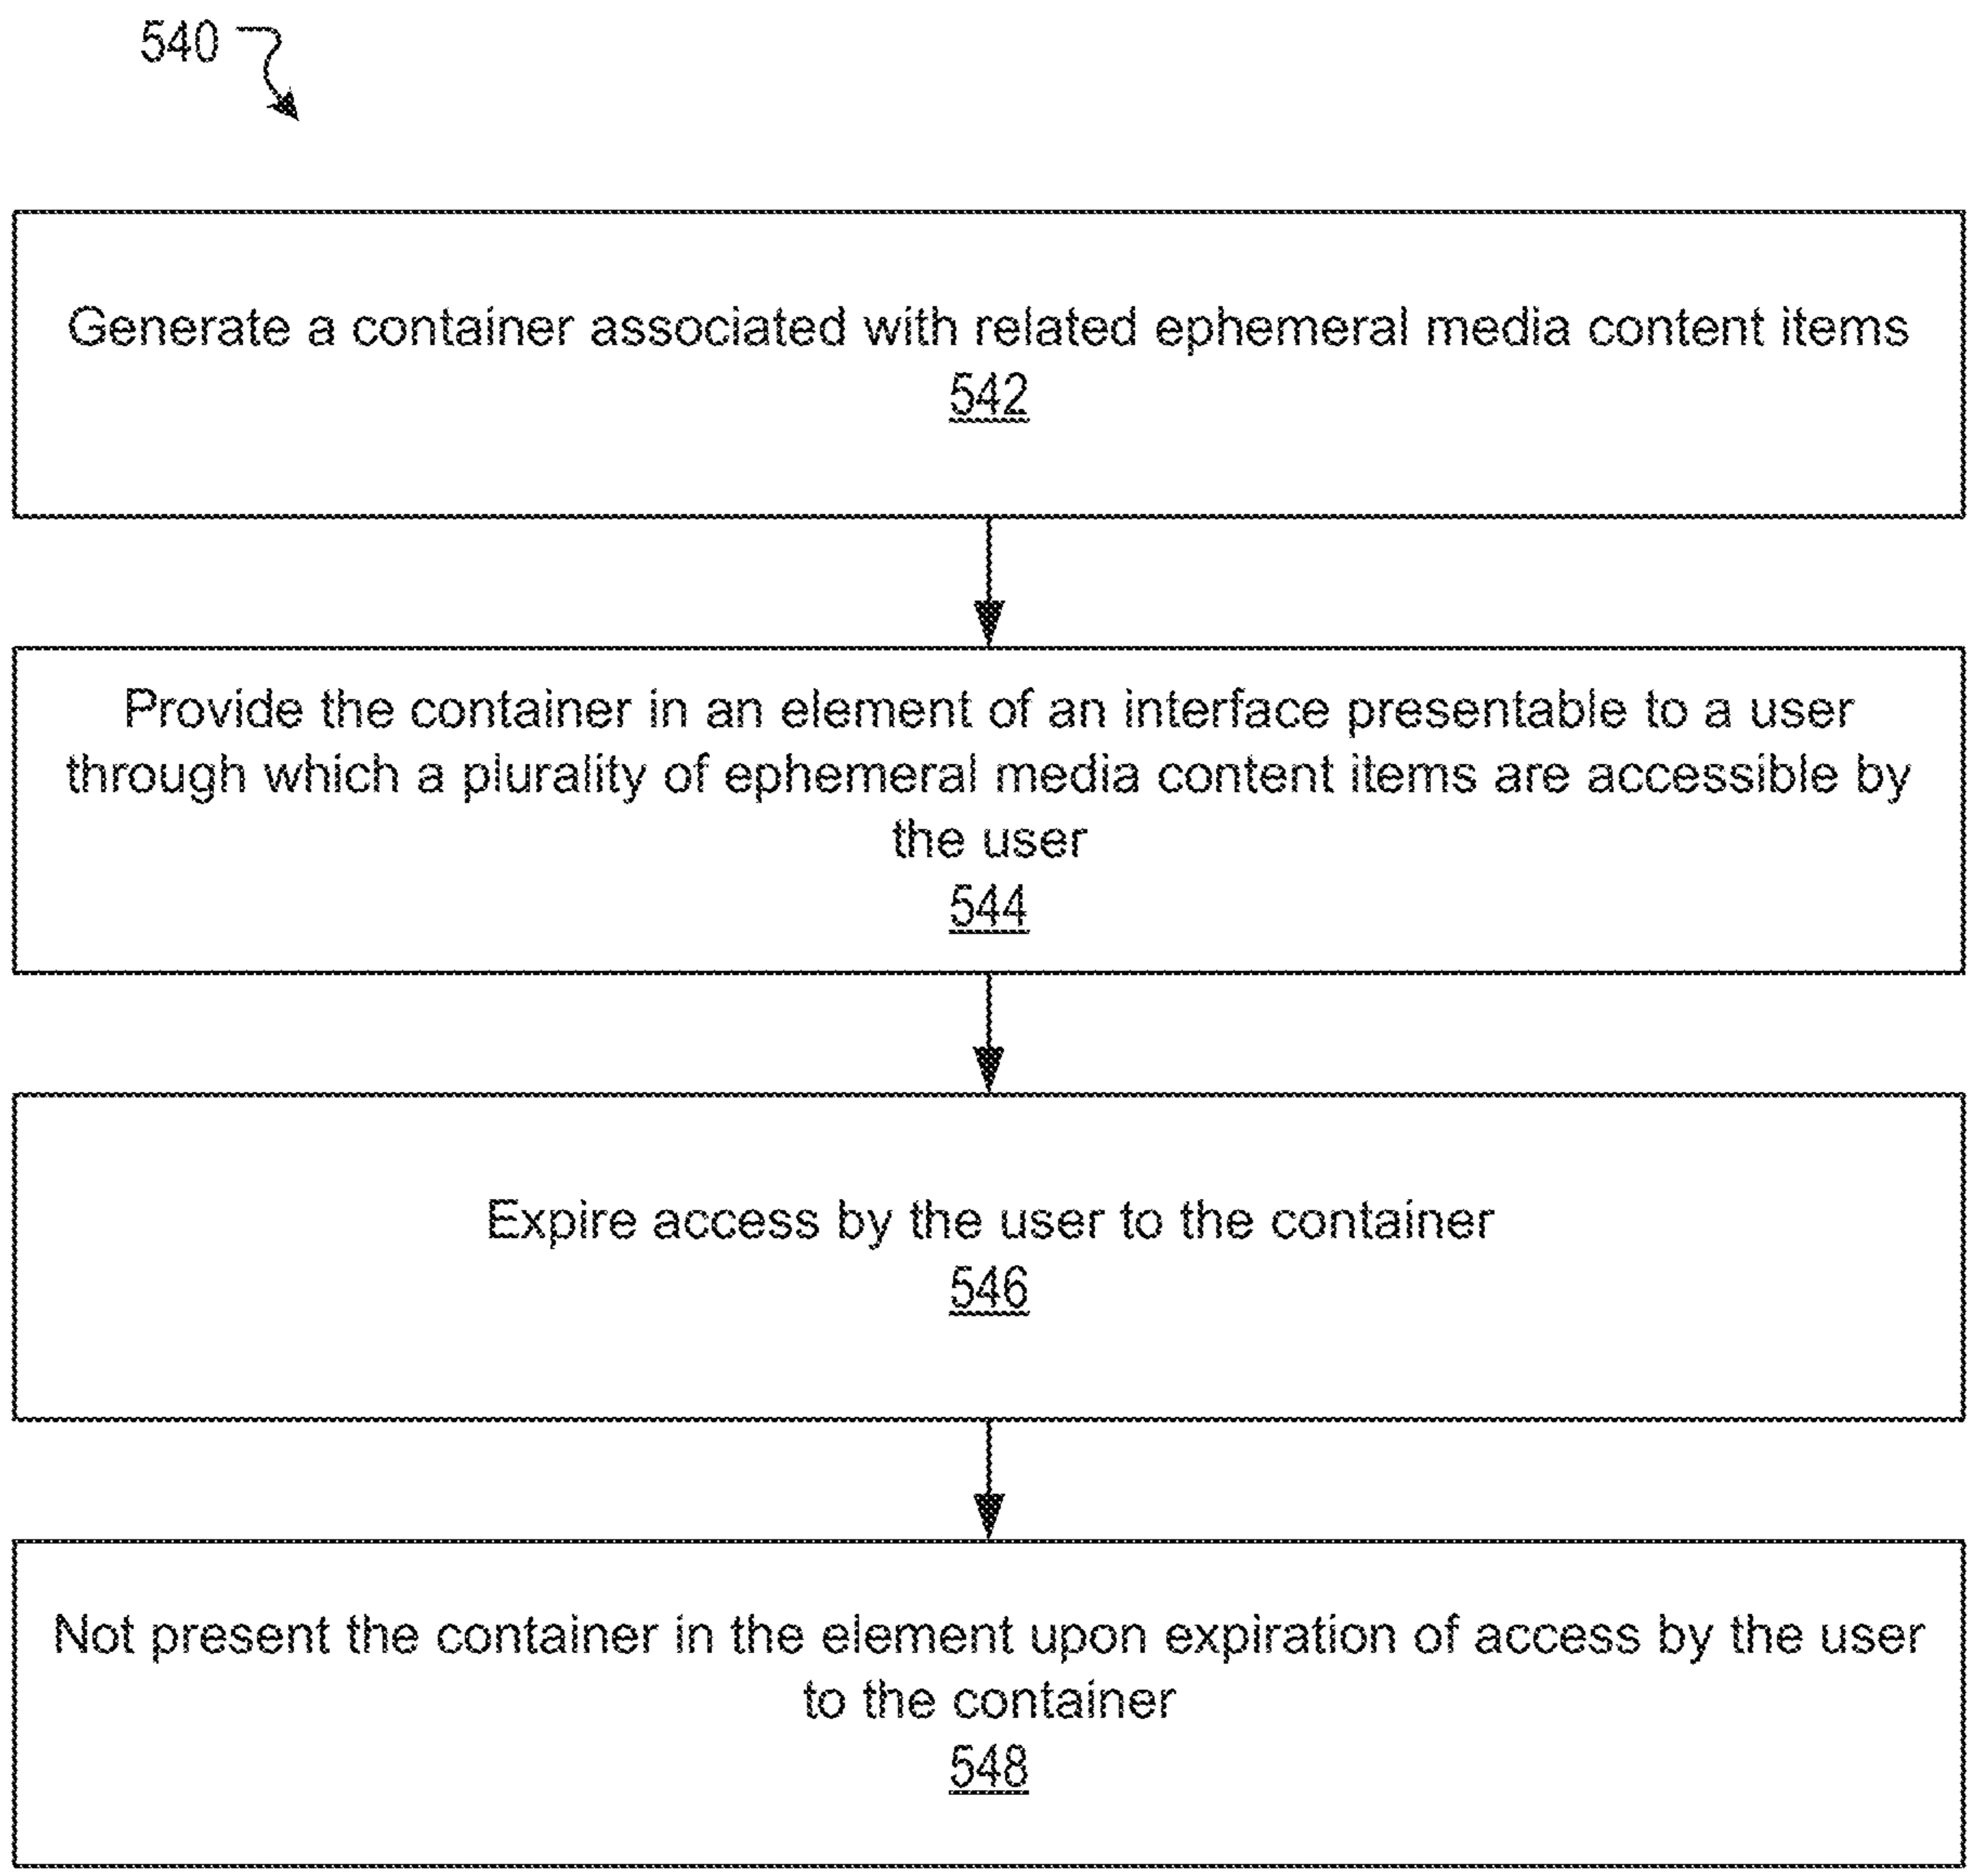 540
Generate a container associated with related ephemeral media content items
542
Provide the container in an element of an interface presentable to a user
through which a plurality of ephemeral media content items are accessible by
the user
544
Expire access by the user to the container
546
Not present the container in the element upon expiration of access by the user
to the container
548